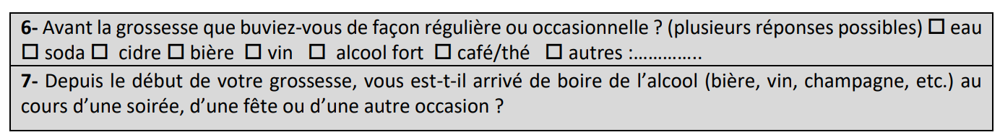 6- Avant la grossesse que buviez-vous de façon régulière ou occasionnelle ? (plusieurs réponses possibles) ☐ eau
☐ soda ☐ cidre ☐ bière ☐ vin ☐ alcool fort ☐ café/thé ☐ autres :…………..
7- Depuis le début de votre grossesse, vous est-t-il arrivé de boire de l’alcool (bière, vin, champagne, etc.) au
cours d’une soirée, d’une fête ou d’une autre occasion ?